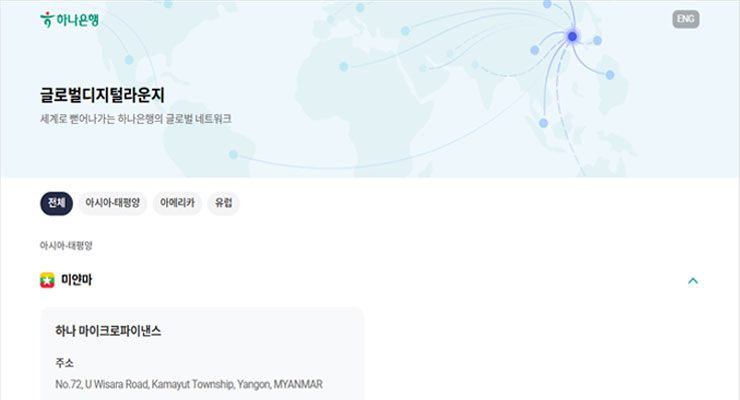 하나은행
ENG
글로벌디지털라운지
세계로 뻗어나가는 하나은행의 글로벌 네트워크
전체
아시아-태평양
아메리카
유럽
아시아-태평양
미얀마
하나 마이크로파이낸스
주소
No.72, U Wisara Road, Kamayut Township, Yangon, MYANMAR